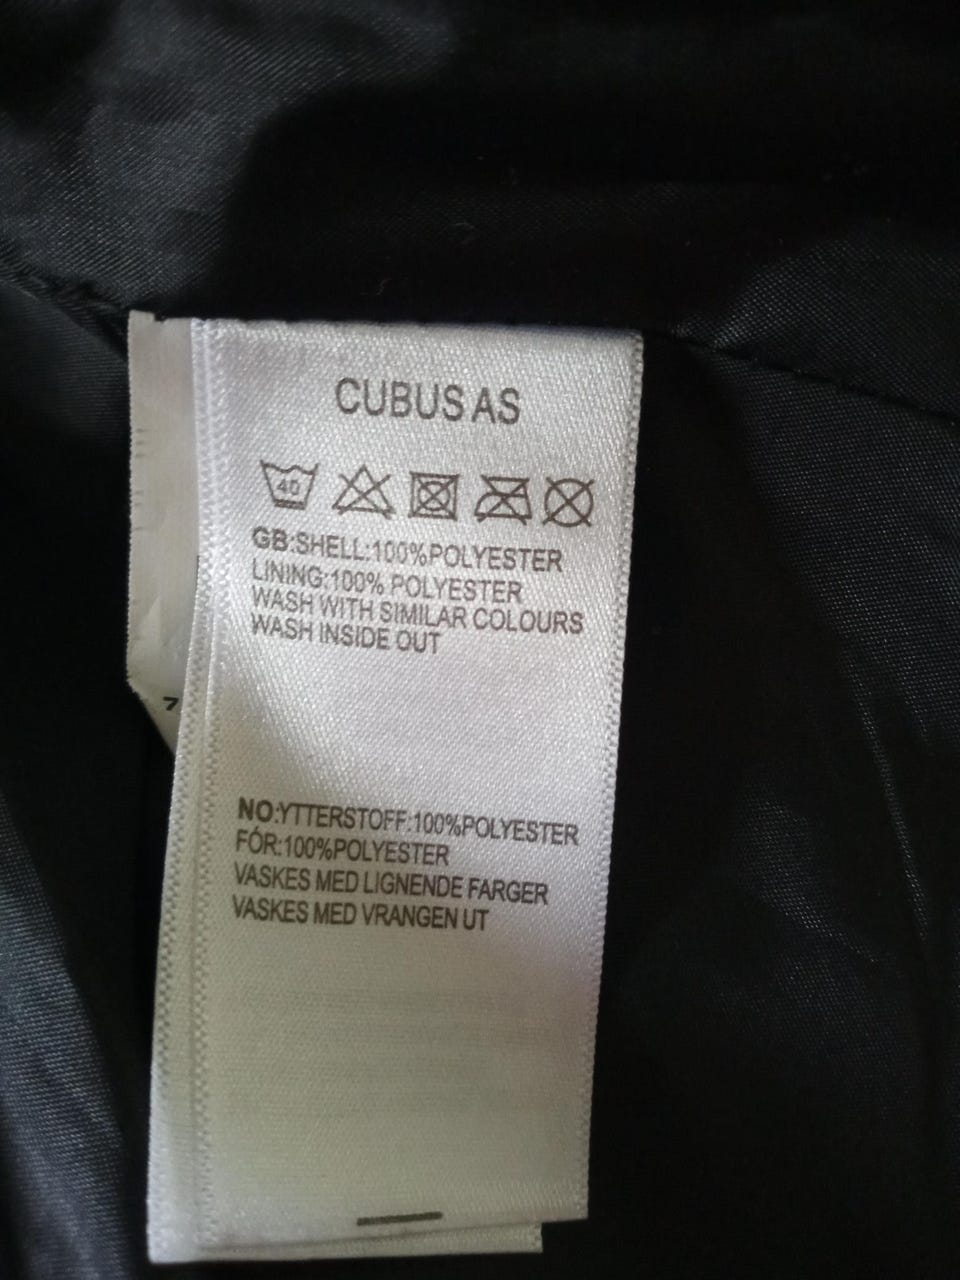 CUBUS AS
40
GB:SHELL:100%POLYESTER
LINING:100% POLYESTER
WASH WITH SIMILAR COLOURS
WASH INSIDE OUT
7
NO:YTTERSTOFF:100%POLYESTER
FÓR:100%POLYESTER
VASKES MED LIGNENDE FARGER
VASKES MED VRANGEN UT